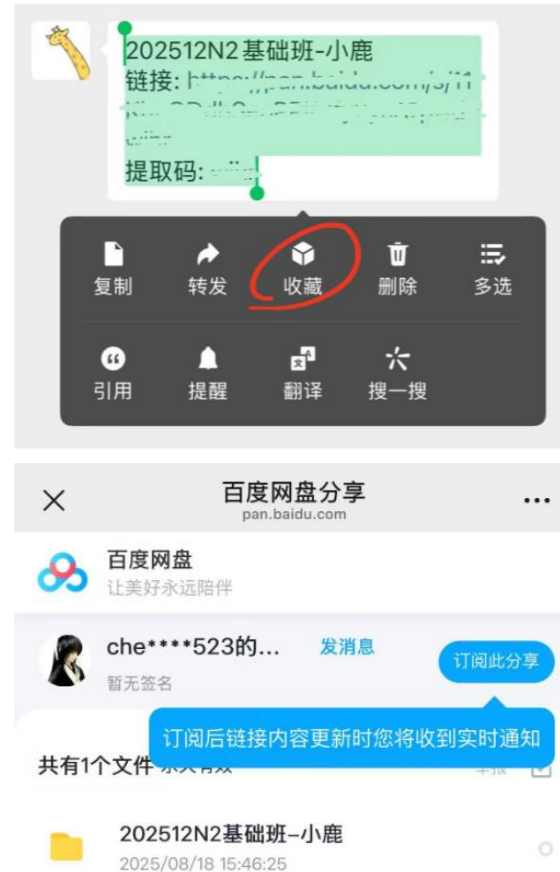 202512N2基础班-小鹿
链接:
提取码:
复制 转发 收藏 删除 多选
引用 提醒 翻译 搜一搜
百度网盘分享
pan.baidu.com
百度网盘
让美好永远陪伴
che****523的... 发消息
订阅此分享
暂无签名
订阅后链接内容更新时您将收到实时通知
共有1个文件
202512N2基础班-小鹿
2025/08/18 15:46:25